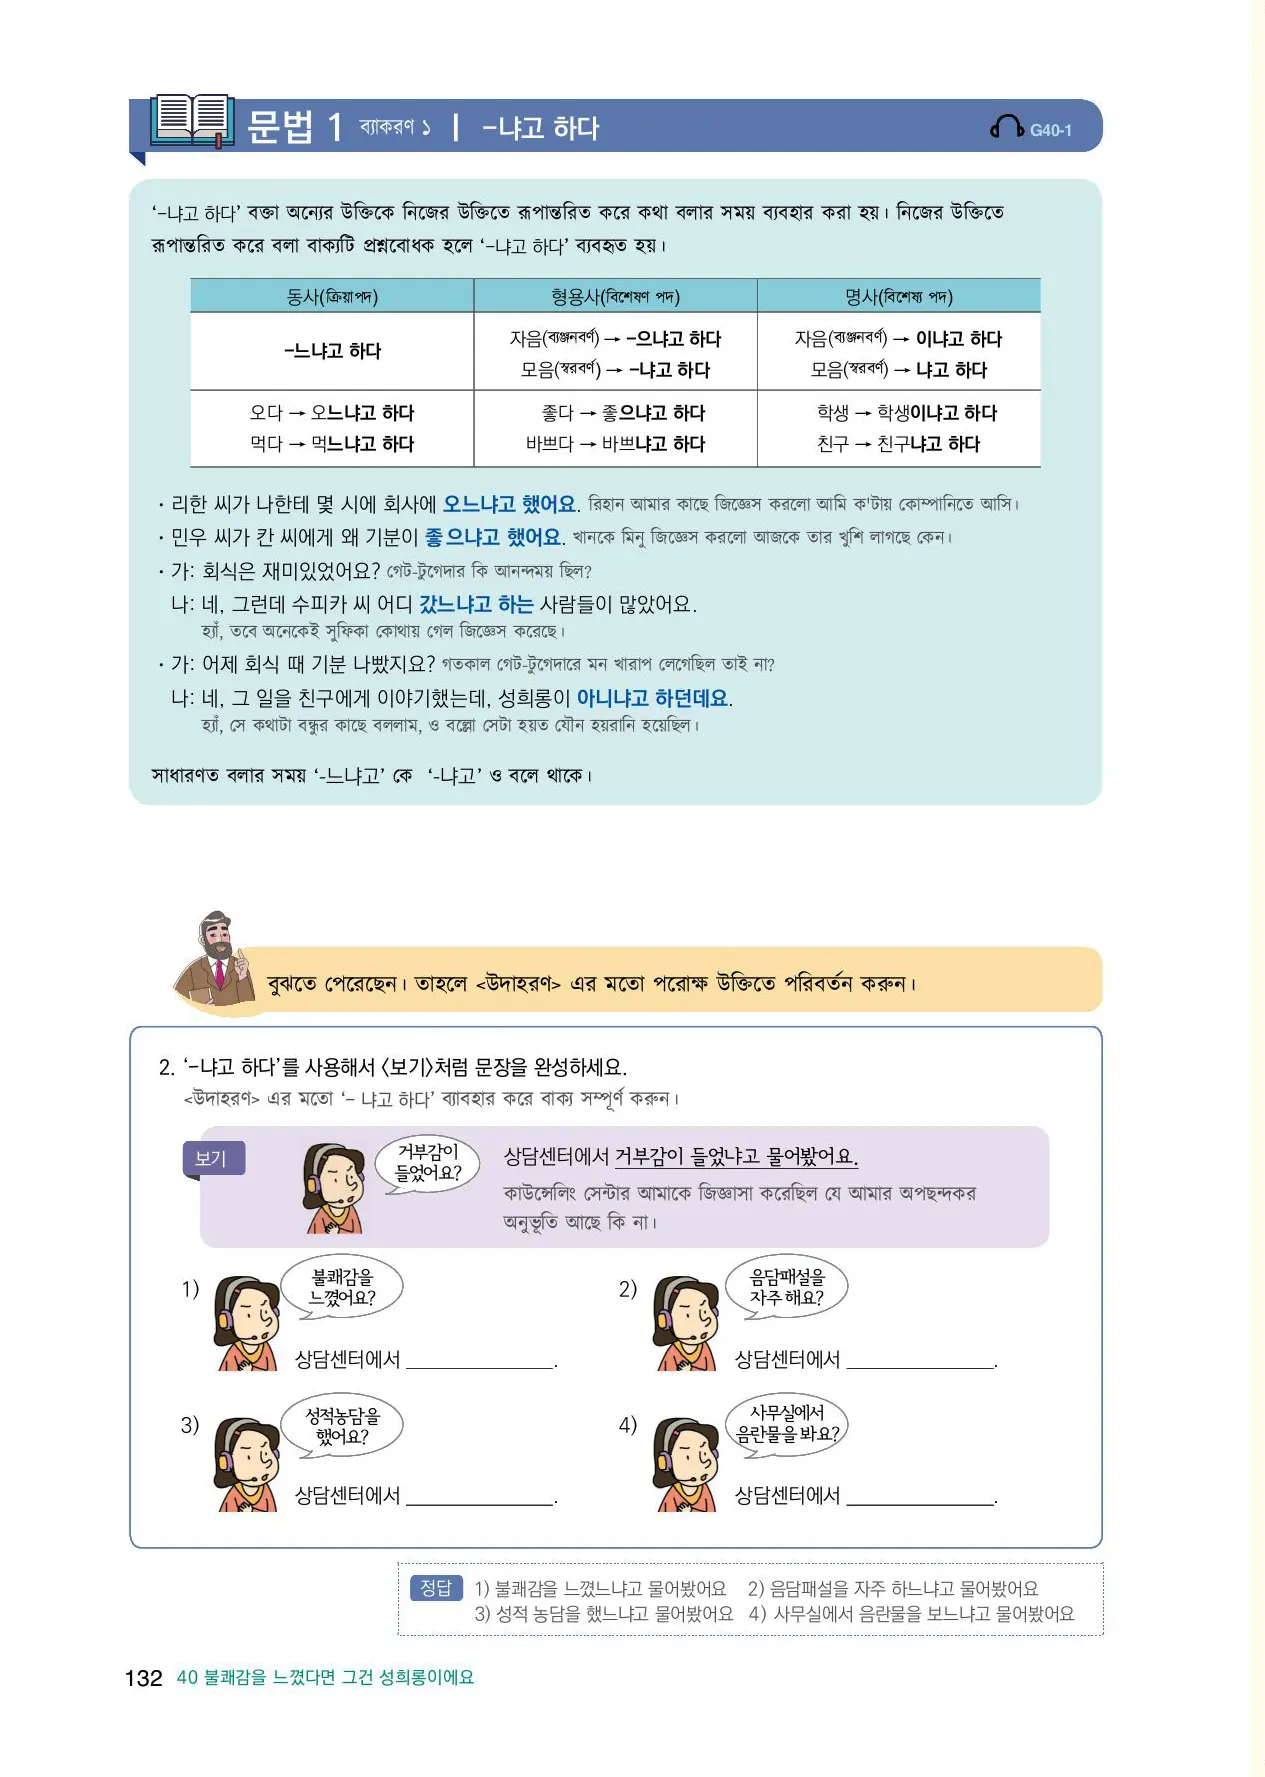 문법 1 ব্যাকরণ ১ | -냐고 하다
G40-1
‘-냐고 하다’ বক্তা অন্যের উক্তিকে নিজের উক্তিতে রূপান্তরিত করে কথা বলার সময় ব্যবহার করা হয়। নিজের উক্তিতে
রূপান্তরিত করে বলা বাক্যটি প্রশ্নবোধক হলে ‘-냐고 하다’ ব্যবহৃত হয়।
동사(ক্রিয়াপদ) 형용사(বিশেষণ পদ) 명사(বিশেষ্য পদ)
-느냐고 하다
자음(ব্যঞ্জনবর্ণ) → -으냐고 하다
모음(স্বরবর্ণ) → -냐고 하다
자음(ব্যঞ্জনবর্ণ) → 이냐고 하다
모음(স্বরবর্ণ) → 냐고 하다
오다 → 오느냐고 하다
먹다 → 먹느냐고 하다
좋다 → 좋으냐고 하다
바쁘다 → 바쁘냐고 하다
학생 → 학생이냐고 하다
친구 → 친구냐고 하다
· 리한 씨가 나한테 몇 시에 회사에 오느냐고 했어요. রিহান আমার কাছে জিজ্ঞেস করলো আমি ক'টায় কোম্পানিতে আসি।
· 민우 씨가 칸 씨에게 왜 기분이 좋으냐고 했어요. খানকে মিনু জিজ্ঞেস করলো আজকে তার খুশি লাগছে কেন।
· 가: 회식은 재미있었어요? গেট-টুগেদার কি আনন্দময় ছিল?
나: 네, 그런데 수피카 씨 어디 갔느냐고 하는 사람들이 많았어요.
হ্যাঁ, তবে অনেকেই সুফিকা কোথায় গেল জিজ্ঞেস করেছে।
· 가: 어제 회식 때 기분 나빴지요? গতকাল গেট-টুগেদারে মন খারাপ লেগেছিল তাই না?
나: 네, 그 일을 친구에게 이야기했는데, 성희롱이 아니냐고 하던데요.
হ্যাঁ, সে কথাটা বন্ধুর কাছে বললাম, ও বল্লো সেটা হয়ত যৌন হয়রানি হয়েছিল।
সাধারণত বলার সময় ‘-느냐고’ কে ‘-냐고’ ও বলে থাকে।
বুঝতে পেরেছেন। তাহলে <উদাহরণ> এর মতো পরোক্ষ উক্তিতে পরিবর্তন করুন।
2. ‘-냐고 하다’를 사용해서 〈보기〉처럼 문장을 완성하세요.
<উদাহরণ> এর মতো ‘– 냐고 하다’ ব্যাবহার করে বাক্য সম্পূর্ণ করুন।
보기
거부감이
들었어요?
상담센터에서 거부감이 들었냐고 물어봤어요.
কাউন্সেলিং সেন্টার আমাকে জিজ্ঞাসা করেছিল যে আমার অপছন্দকর
অনুভূতি আছে কি না।
1)
불쾌감을
느꼈어요?
상담센터에서 ______________.
2)
음담패설을
자주 해요?
상담센터에서 ______________.
3)
성적농담을
했어요?
상담센터에서 ______________.
4)
사무실에서
음란물을 봐요?
상담센터에서 ______________.
정답 1) 불쾌감을 느꼈느냐고 물어봤어요 2) 음담패설을 자주 하느냐고 물어봤어요
3) 성적 농담을 했느냐고 물어봤어요 4) 사무실에서 음란물을 보느냐고 물어봤어요
132 40 불쾌감을 느꼈다면 그건 성희롱이에요